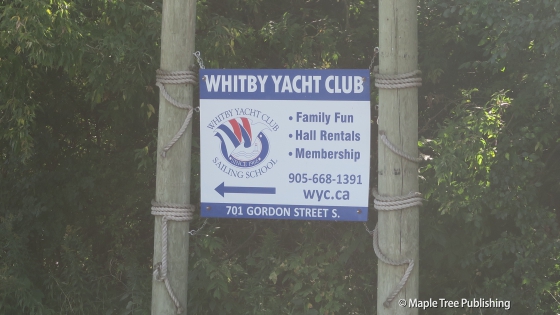 WHITBY YACHT CLUB
WHITBY YACHT CLUB
SAILING SCHOOL
• Family Fun
• Hall Rentals
• Membership
905-668-1391
wyc.ca
701 GORDON STREET S.
© Maple Tree Publishing